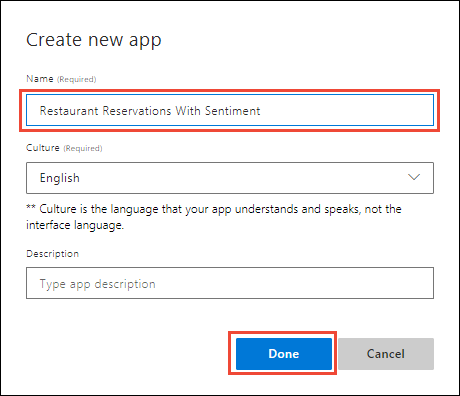 Create new app
Name (Required)
Restaurant Reservations With Sentiment
Culture (Required)
English
** Culture is the language that your app understands and speaks, not the
interface language.
Description
Type app description
Done
Cancel